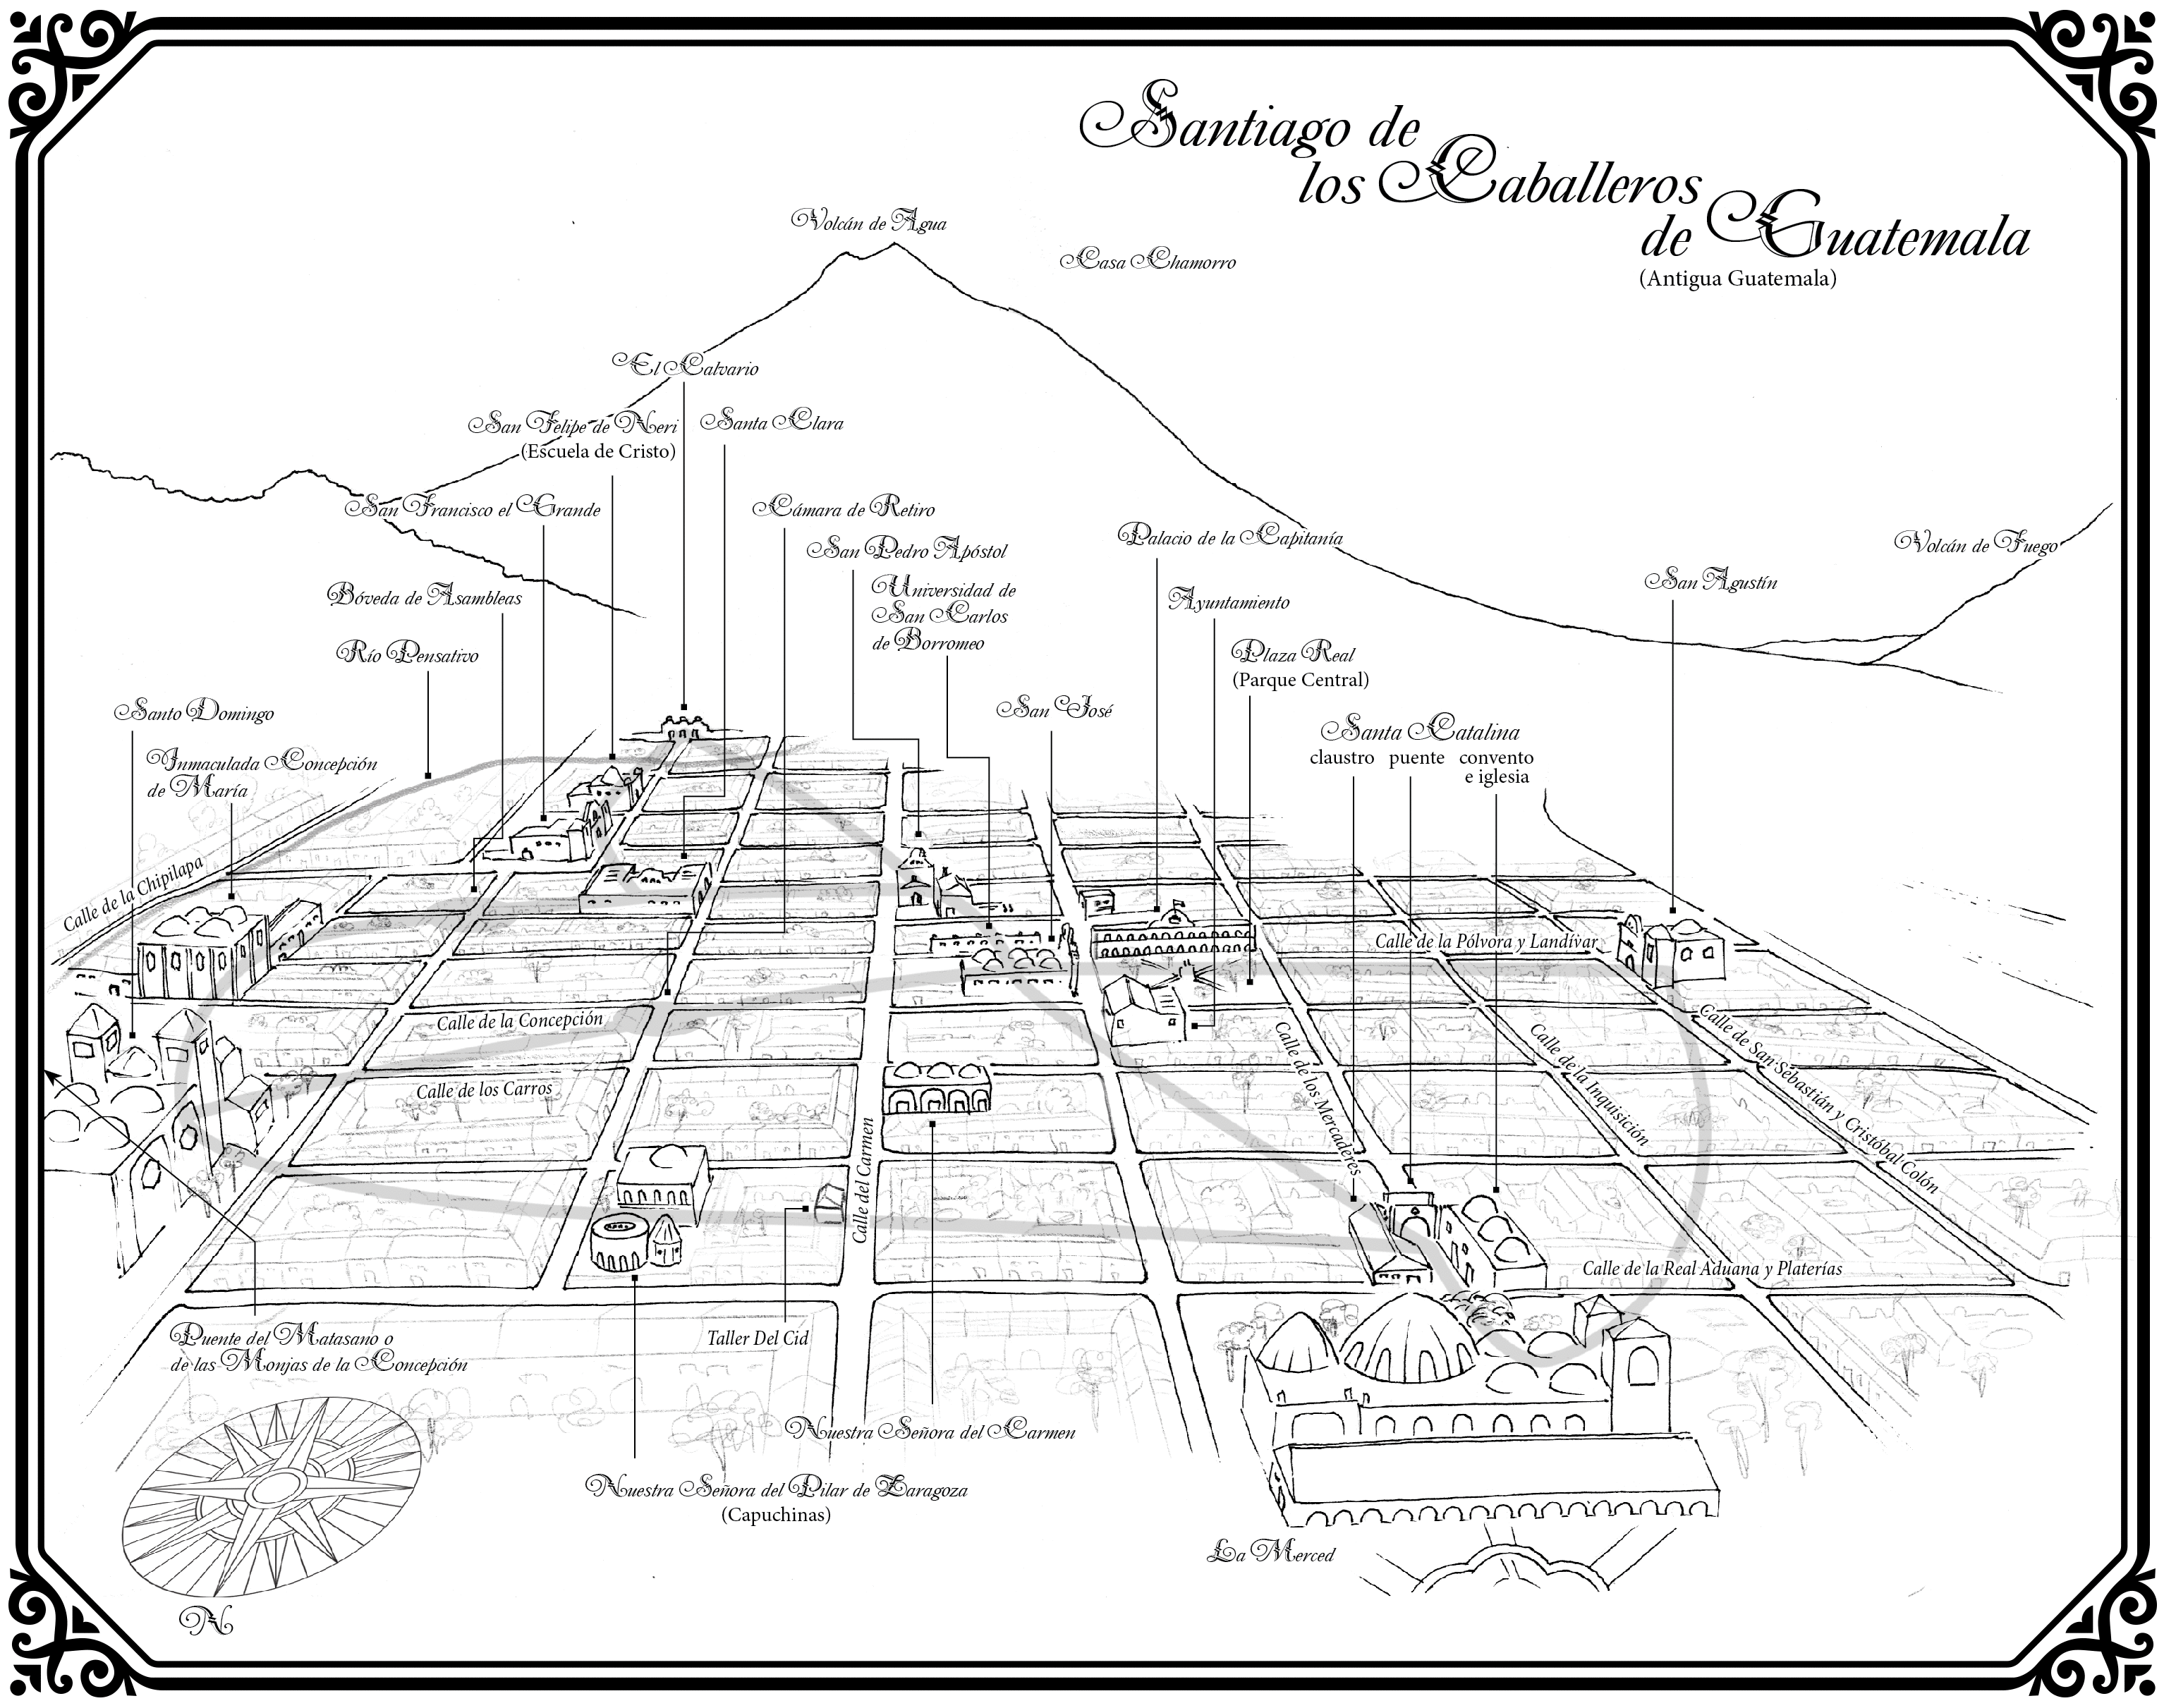 Santiago de
los Caballeros
de Guatemala
(Antigua Guatemala)
Volcán de Agua
Casa Chamorro
El Calvario
San Felipe de Neri
(Escuela de Cristo)
Santa Clara
San Francisco el Grande
Cámara de Retiro
San Pedro Apóstol
Palacio de la Capitanía
Volcán de Fuego
Bóveda de Asambleas
Universidad de
San Carlos
de Borromeo
Ayuntamiento
San Agustín
Río Pensativo
Plaza Real
(Parque Central)
Santo Domingo
San José
Santa Catalina
claustro
puente
convento
e iglesia
Inmaculada Concepción
de María
Calle de la Chipilapa
Calle de la Pólvora y Landívar
Calle de la Concepción
Calle de los Carros
Calle del Carmen
Calle de los Mercaderes
Calle de la Inquisición
Calle de San Sebastián y Cristóbal Colón
Calle de la Real Aduana y Platerías
Puente del Matasano o
de las Monjas de la Concepción
Taller Del Cid
Nuestra Señora del Carmen
Nuestra Señora del Pilar de Zaragoza
(Capuchinas)
La Merced
N